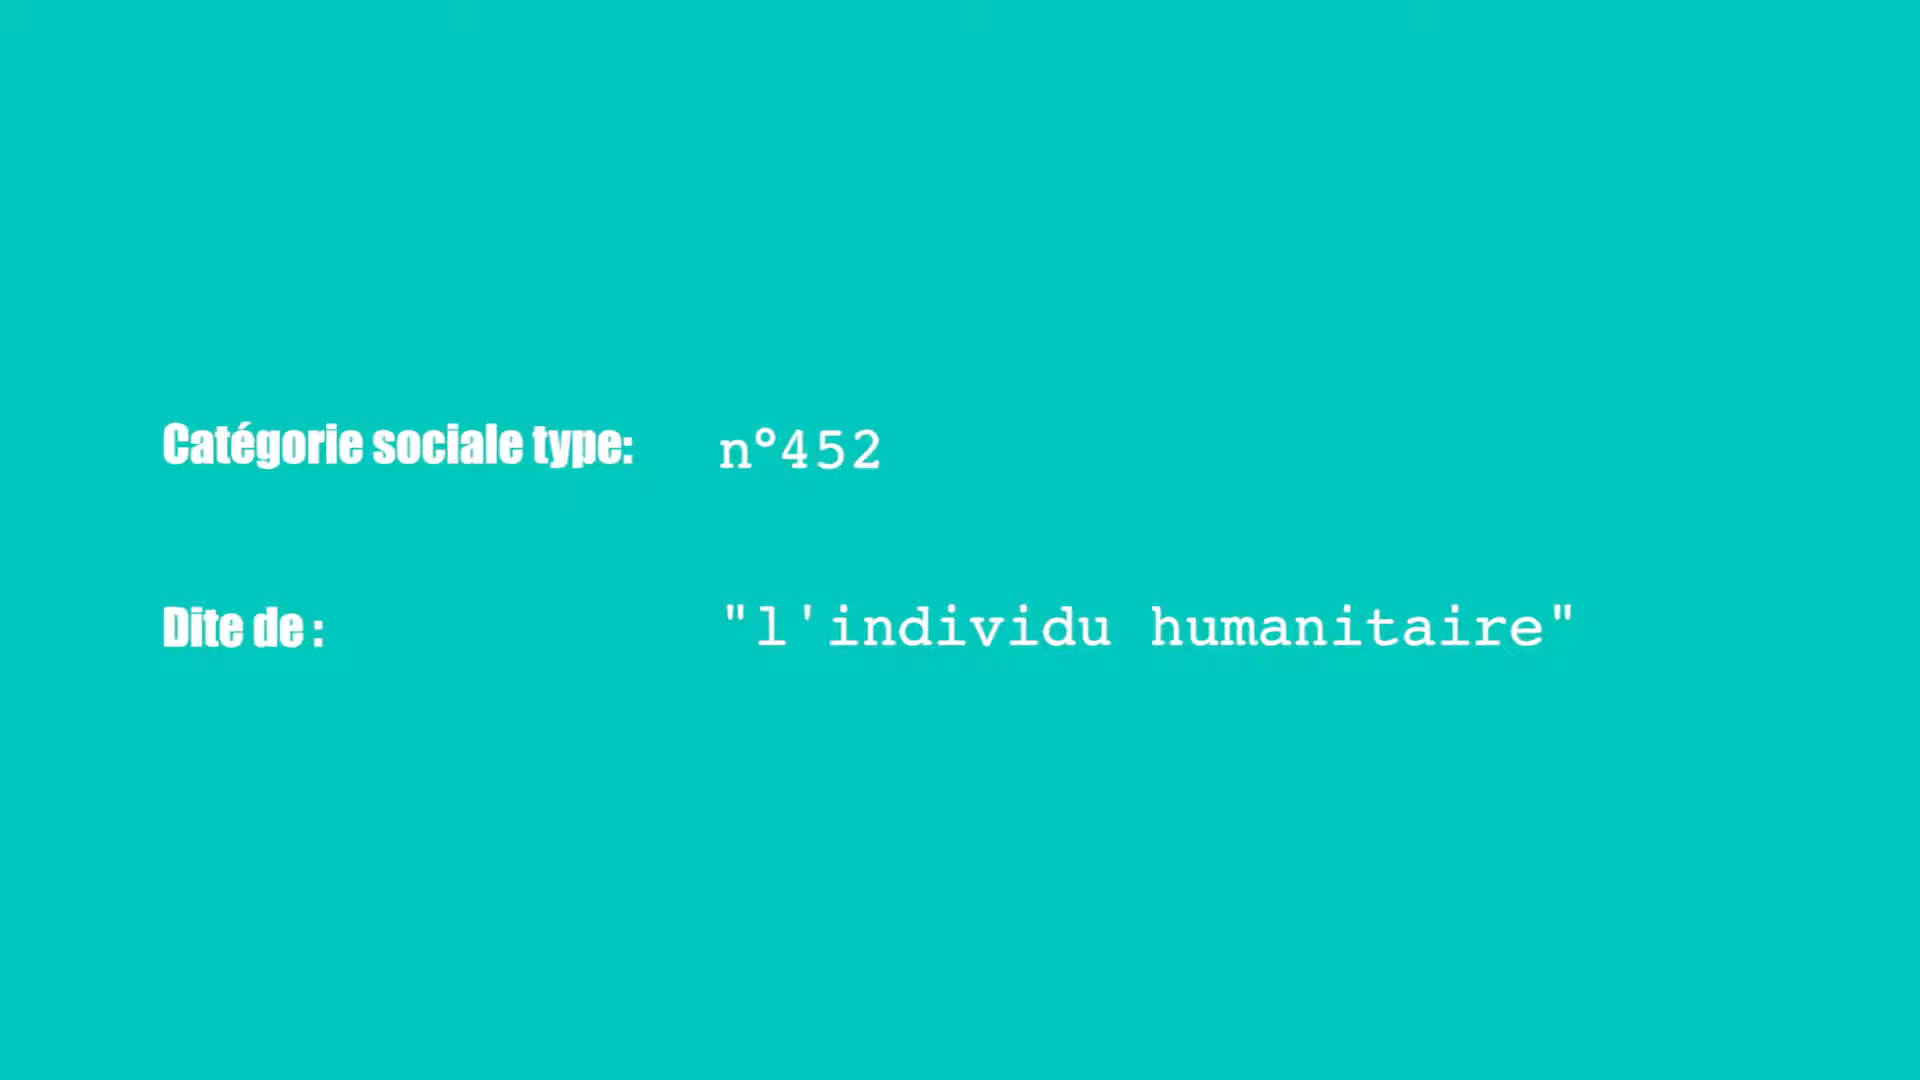 Catégorie sociale type: n°452
Dite de : "l'individu humanitaire"